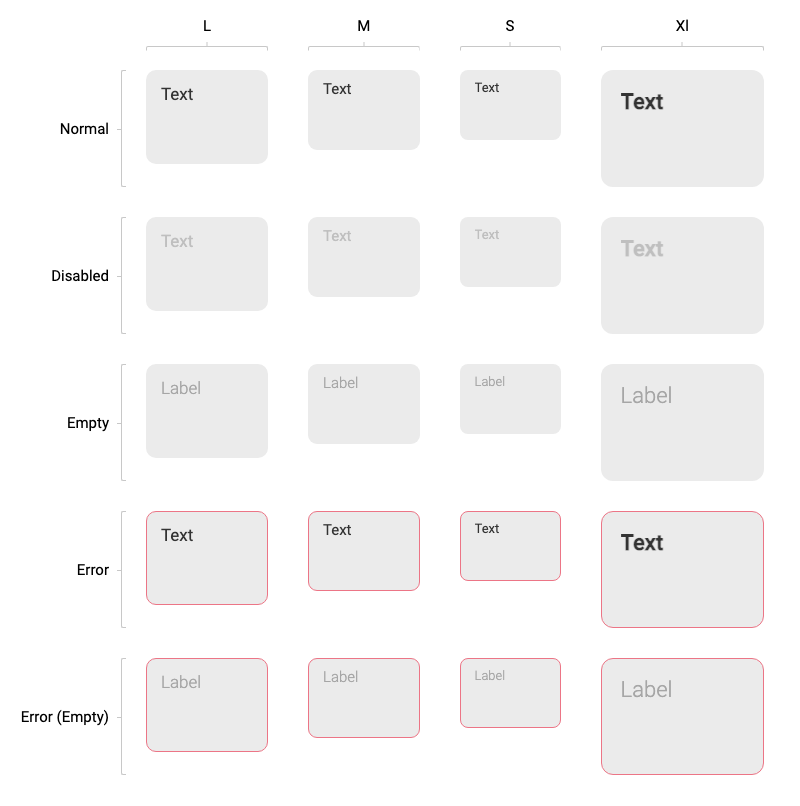 L M S Xl
Text Text Text Text
Normal
Text Text Text Text
Disabled
Label Label Label Label
Empty
Text Text Text Text
Error
Label Label Label Label
Error (Empty)